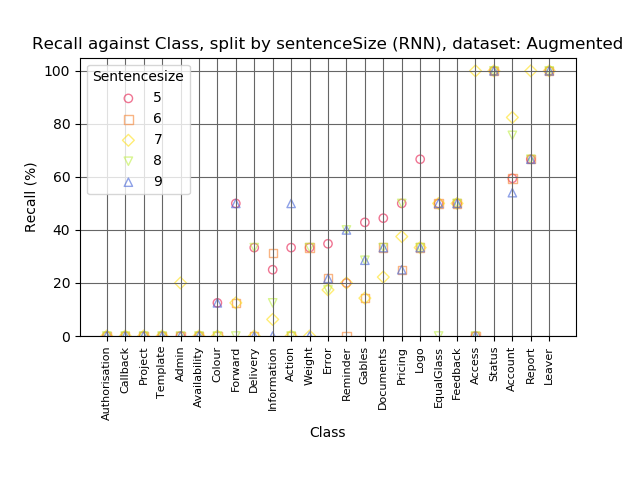 Recall against Class, split by sentenceSize (RNN), dataset: Augmented
Recall (%)
100
80
60
40
20
0
Sentencesize
5
6
7
8
9
Authorisation
Callback
Project
Template
Admin
Availability
Colour
Forward
Delivery
Information
Action
Weight
Error
Reminder
Gables
Documents
Pricing
Logo
EqualGlass
Feedback
Access
Status
Account
Report
Leaver
Class